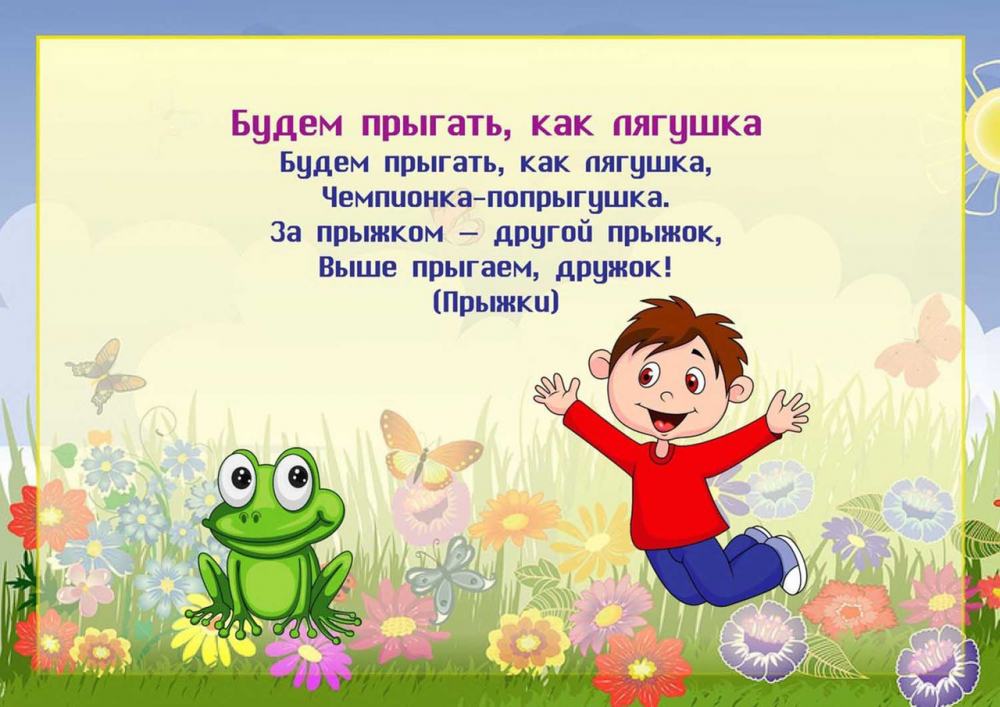 Будем прыгать, как лягушка
Будем прыгать, как лягушка,
Чемпионка-попрыгушка.
За прыжком – другой прыжок,
Выше прыгаем, дружок!
(Прыжки)